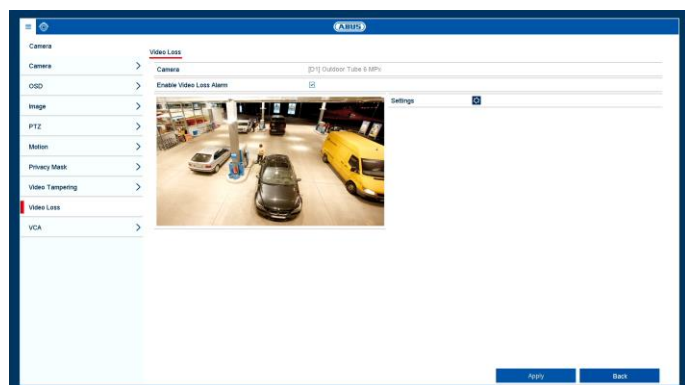 ABUS
Camera
Camera
OSD
Image
PTZ
Motion
Privacy Mask
Video Tampering
Video Loss
VCA
Video Loss
Camera [D1] Outdoor Tube 6 MPx
Enable Video Loss Alarm
Settings
Apply Back